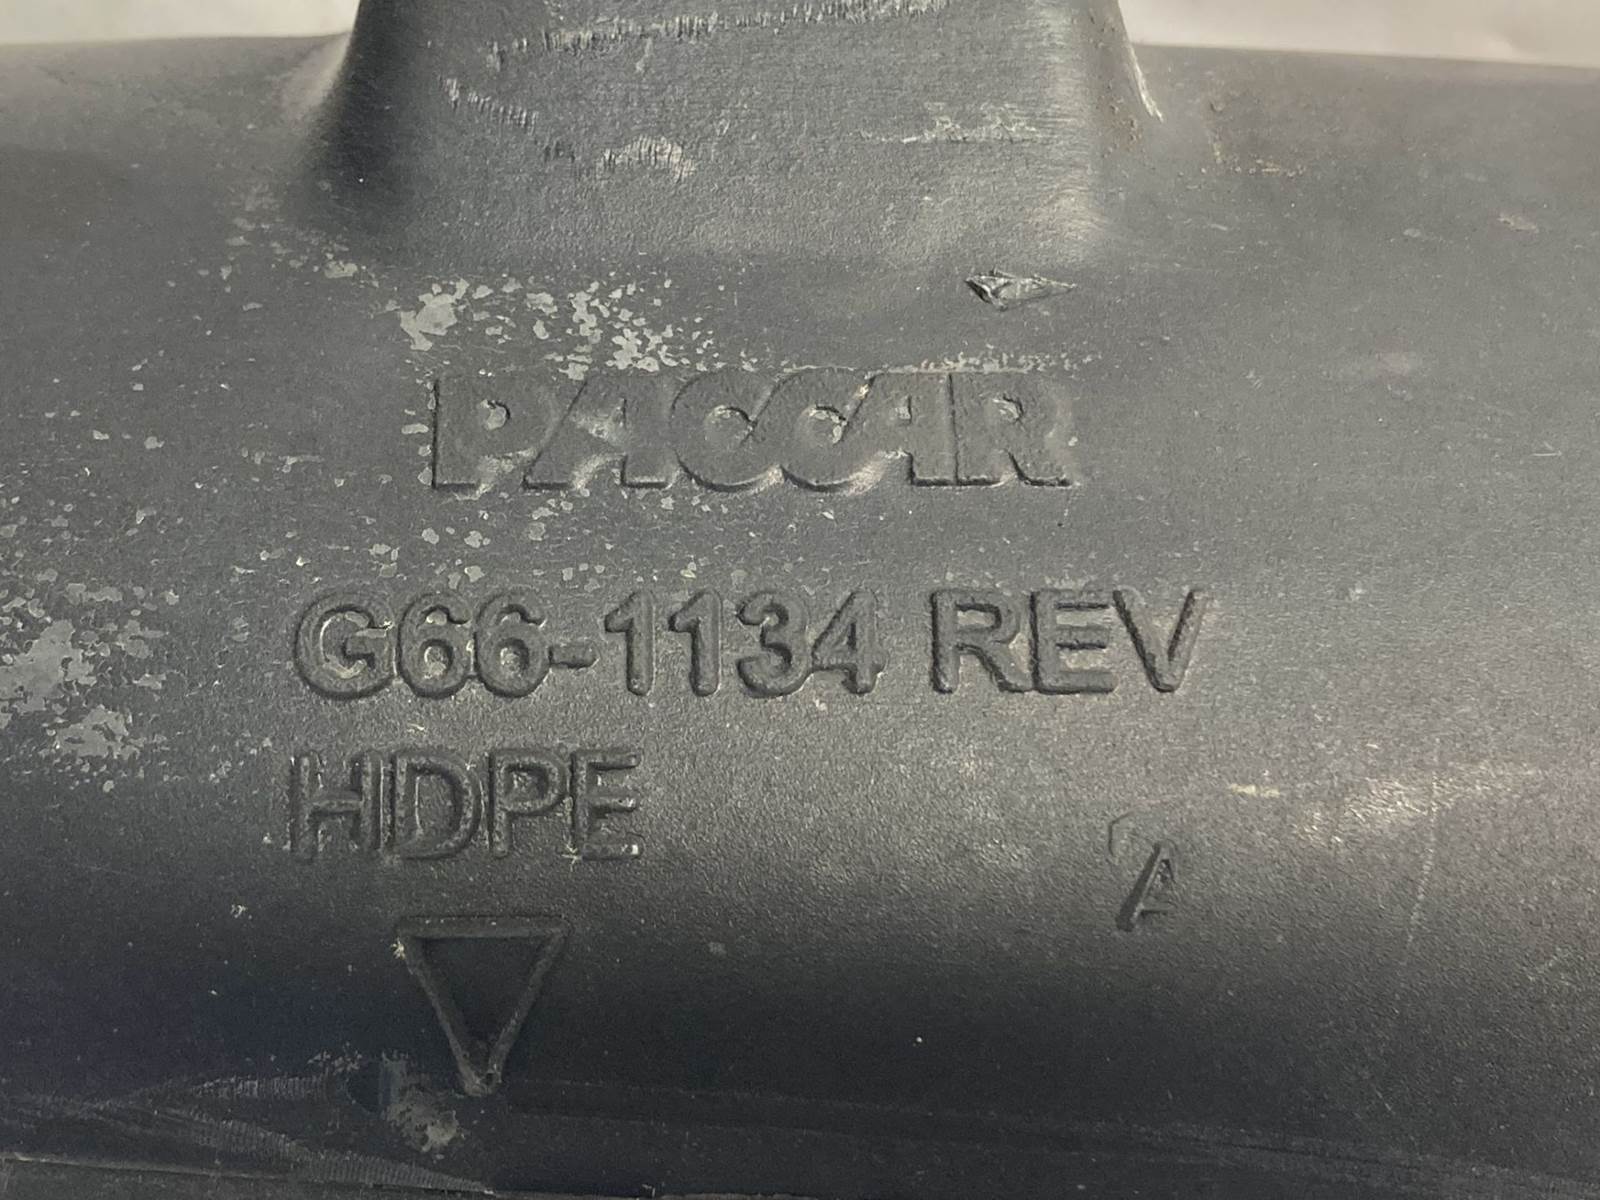 PACCAR
G66-1134 REV
HDPE
A